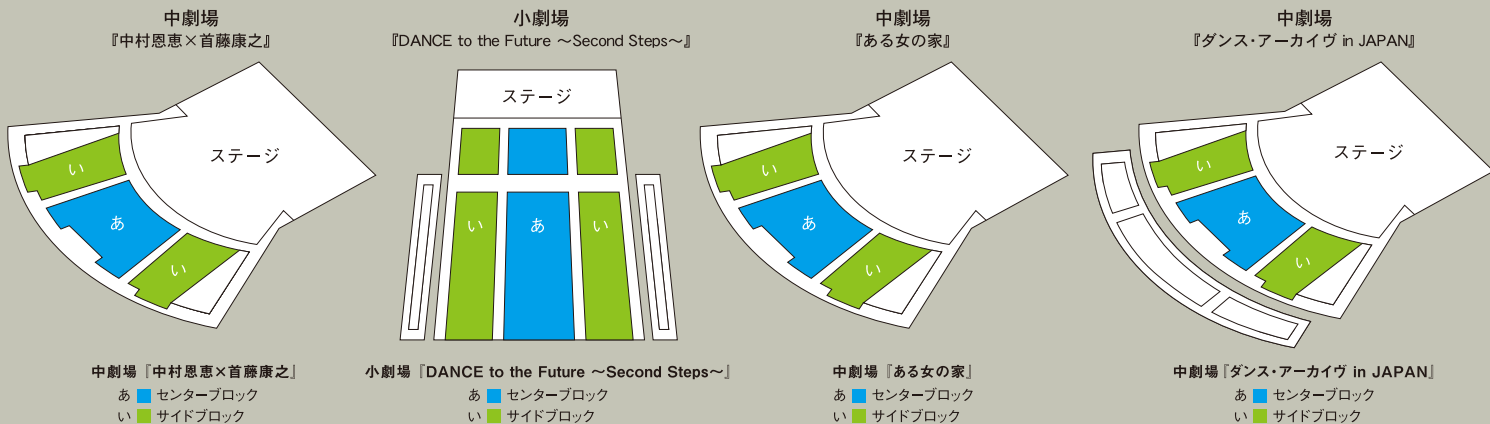 中劇場
『中村恩恵×首藤康之』
ステージ
い
あ
い
中劇場『中村恩恵×首藤康之』
あ センターブロック
い サイドブロック
小劇場
『DANCE to the Future ～Second Steps～』
ステージ
い あ い
小劇場『DANCE to the Future ～Second Steps～』
あ センターブロック
い サイドブロック
中劇場
『ある女の家』
ステージ
い
あ
い
中劇場『ある女の家』
あ センターブロック
い サイドブロック
中劇場
『ダンス・アーカイヴ in JAPAN』
ステージ
い
あ
い
中劇場『ダンス・アーカイヴ in JAPAN』
あ センターブロック
い サイドブロック